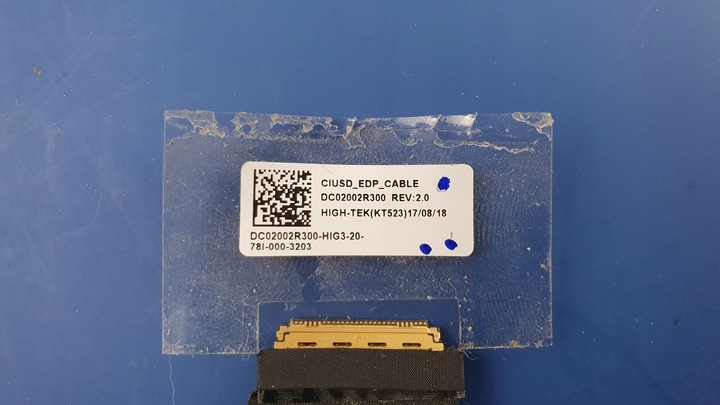 CIUSD_EDP_CABLE
DC02002R300 REV:2.0
HIGH-TEK(KT523)17/08/18
DC02002R300-HIG3-20-
78I-000-3203